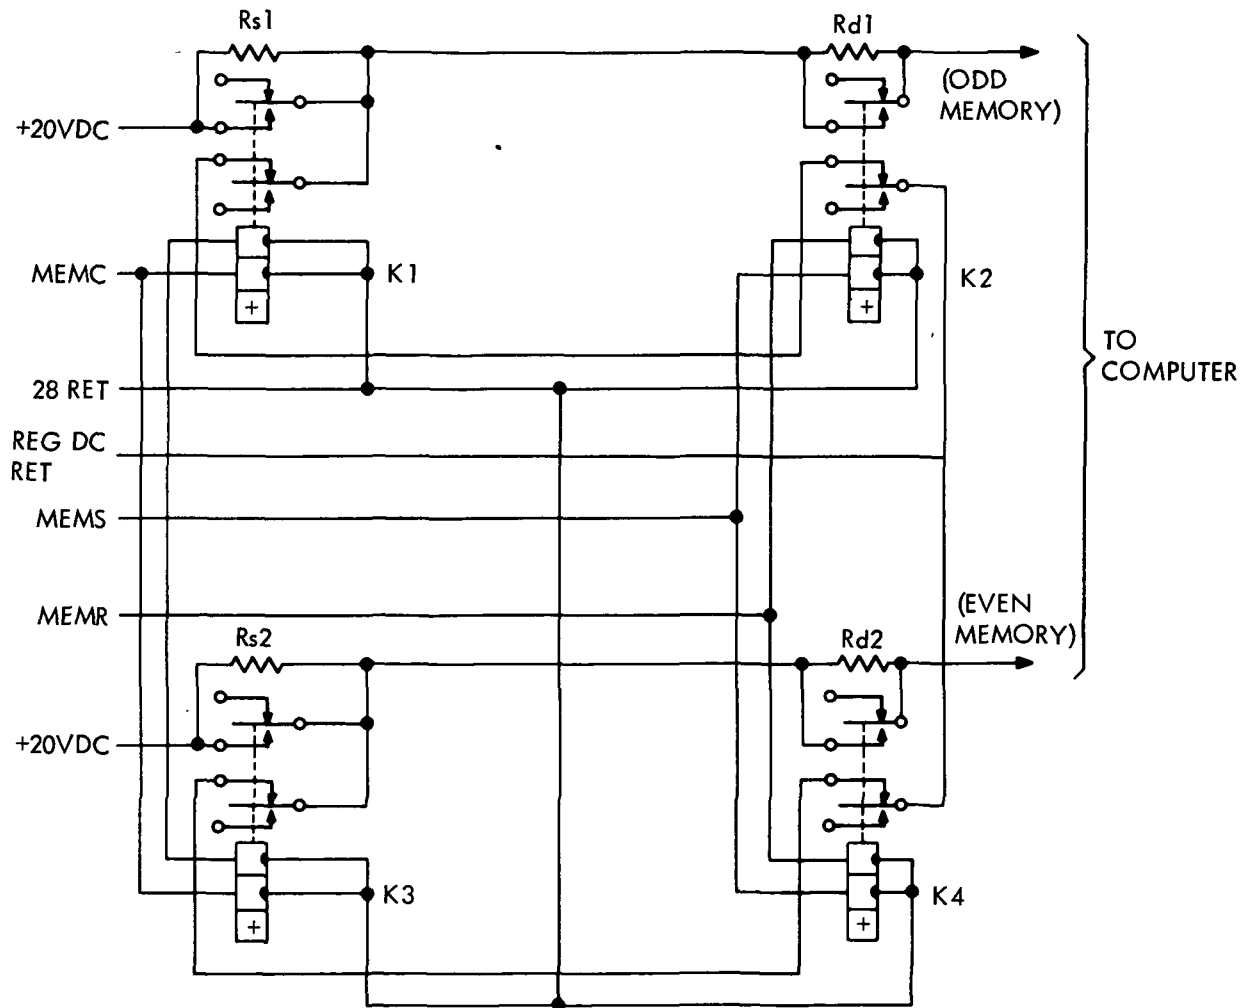 Rs1
Rd1
(ODD
MEMORY)
+20VDC
MEMC
K1
K2
+
+
TO
COMPUTER
28 RET
REG DC
RET
MEMS
MEMR
(EVEN
MEMORY)
Rs2
Rd2
+20VDC
K3
K4
+
+